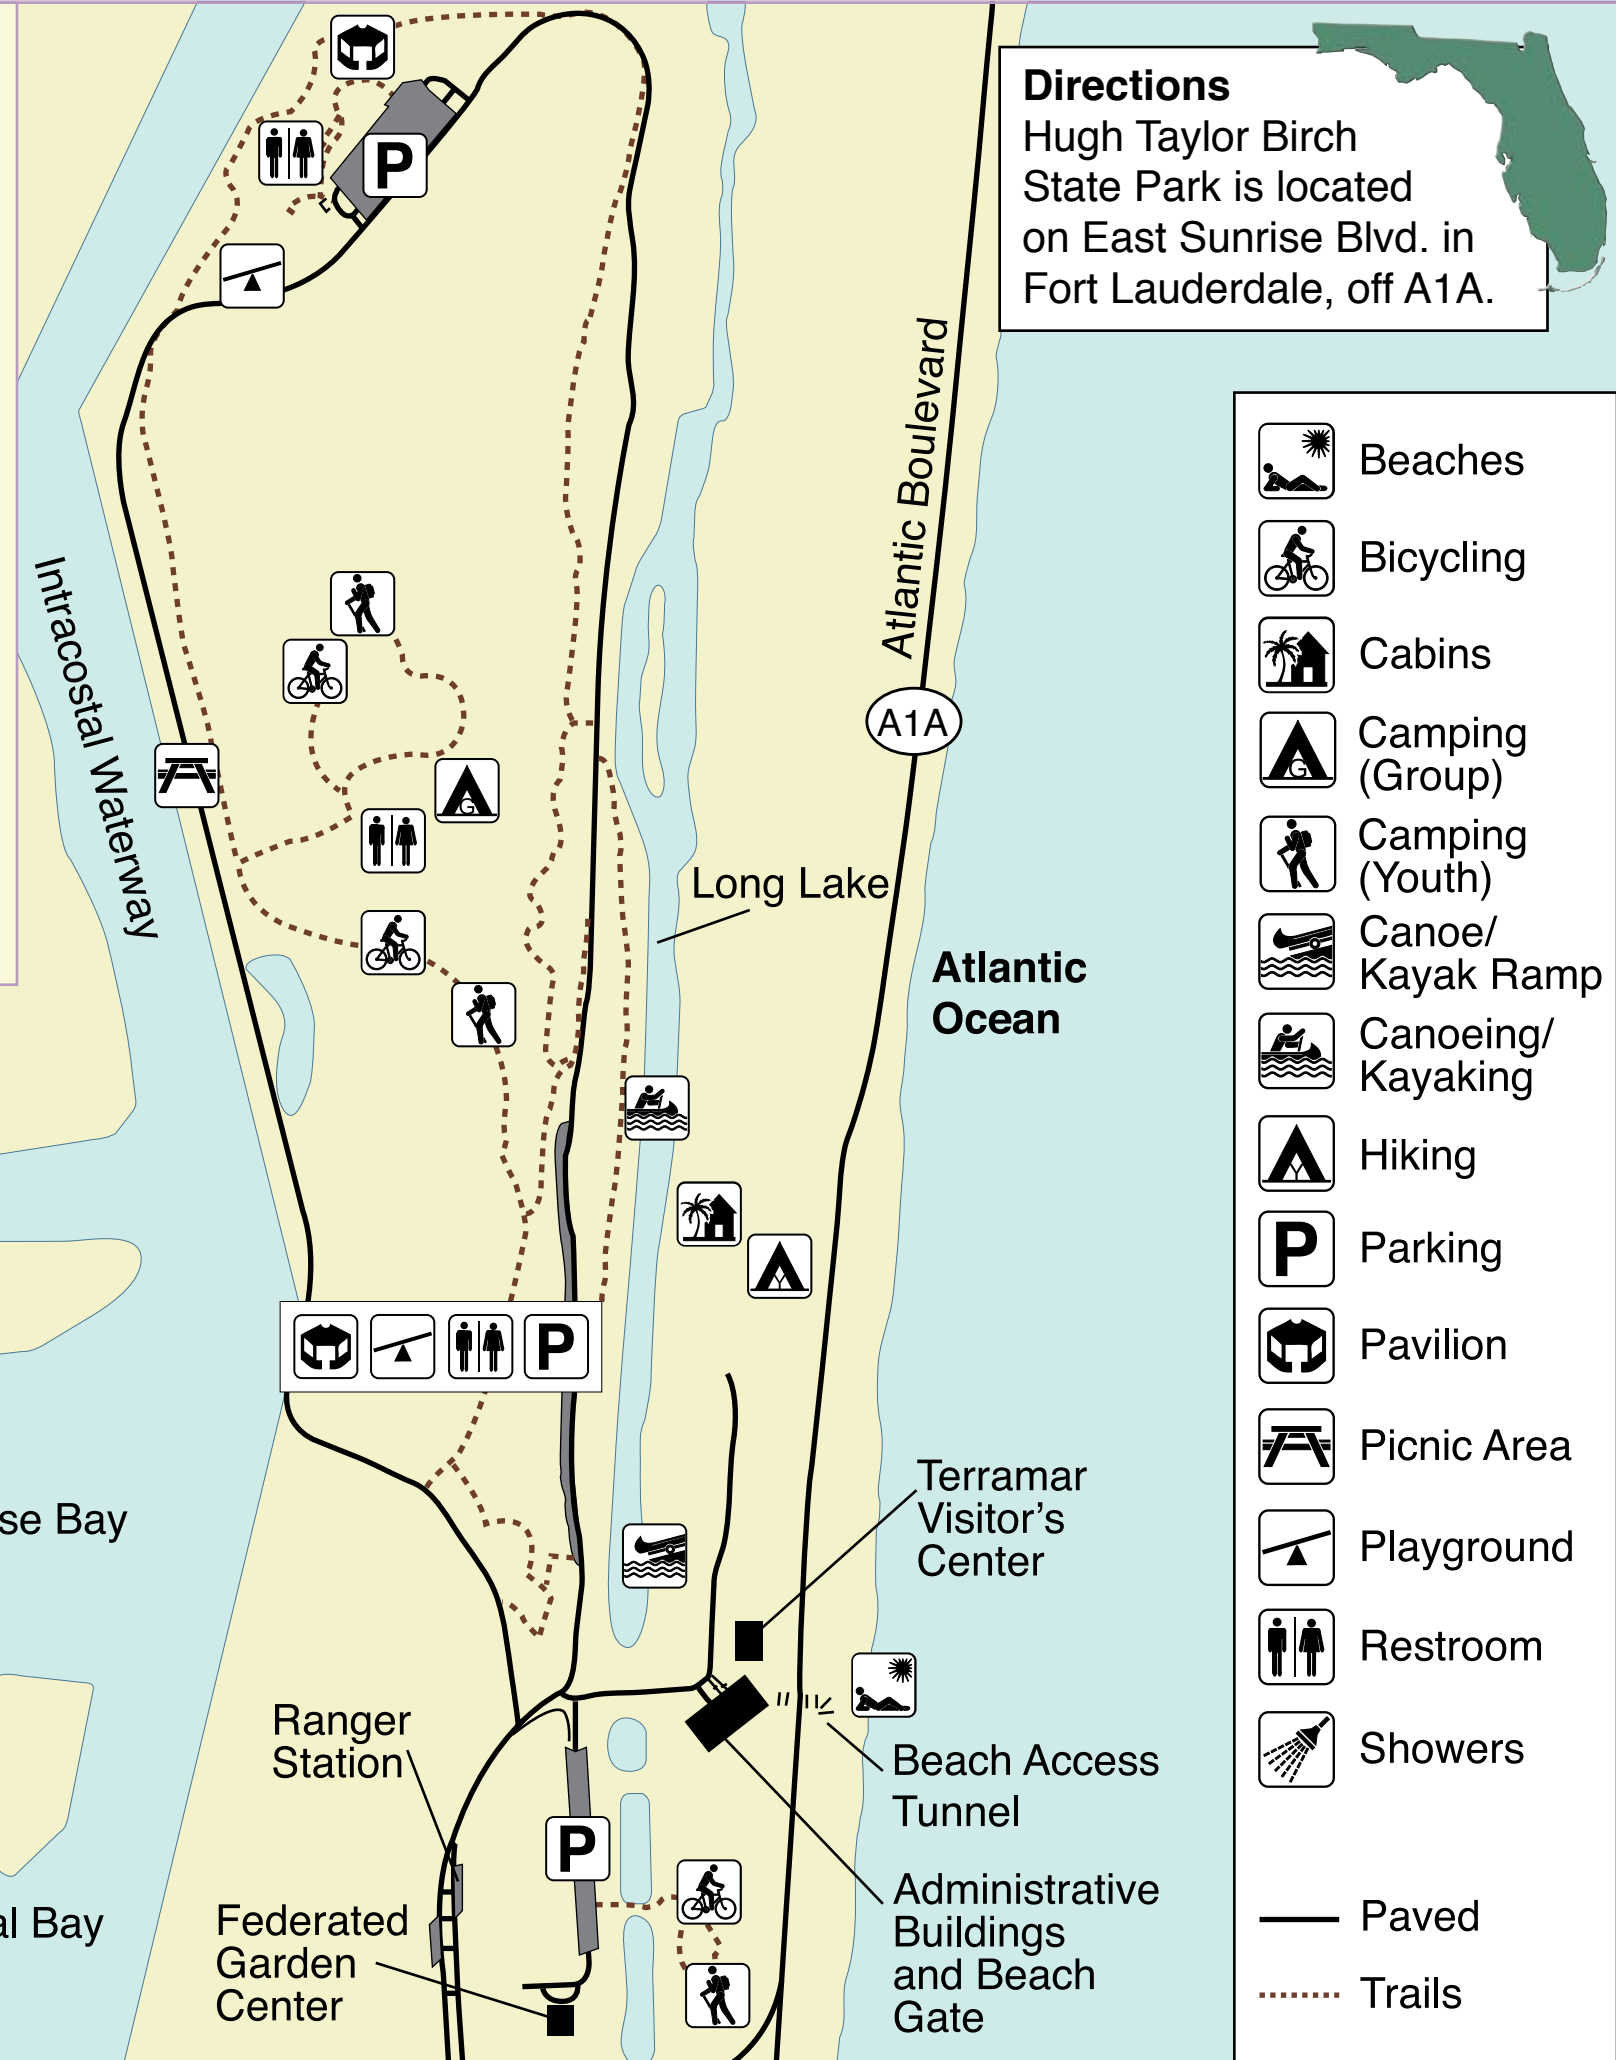 Directions
Hugh Taylor Birch
State Park is located
on East Sunrise Blvd. in
Fort Lauderdale, off A1A.
P
Atlantic Boulevard
A1A
Intracostal Waterway
G
Long Lake
Atlantic
Ocean
Y
P
Terramar
Visitor's
Center
se Bay
Ranger
Station
Beach Access
Tunnel
P
Administrative
Buildings
and Beach
Gate
al Bay
Federated
Garden
Center
Beaches
Bicycling
Cabins
G
Camping
(Group)
Camping
(Youth)
Canoe/
Kayak Ramp
Canoeing/
Kayaking
Y
Hiking
P
Parking
Pavilion
Picnic Area
Playground
Restroom
Showers
Paved
Trails